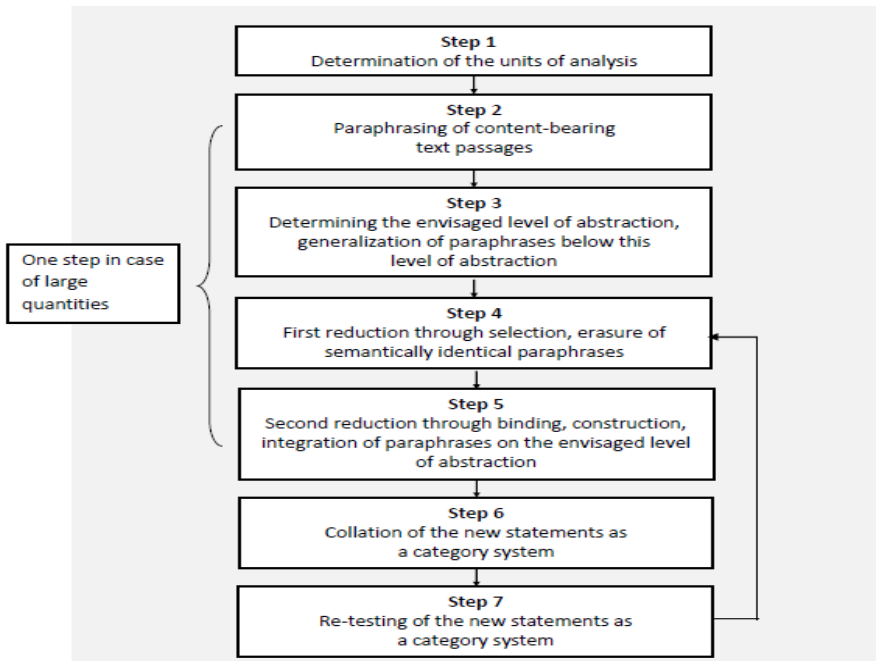 Step 1
Determination of the units of analysis
Step 2
Paraphrasing of content-bearing
text passages
Step 3
Determining the envisaged level of abstraction,
generalization of paraphrases below this
level of abstraction
One step in case
of large
quantities
Step 4
First reduction through selection, erasure of
semantically identical paraphrases
Step 5
Second reduction through binding, construction,
integration of paraphrases on the envisaged level
of abstraction
Step 6
Collation of the new statements as
a category system
Step 7
Re-testing of the new statements as
a category system